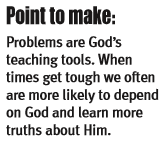 Point to make:
Problems are God's
teaching tools. When
times get tough we often
are more likely to depend
on God and learn more
truths about Him.